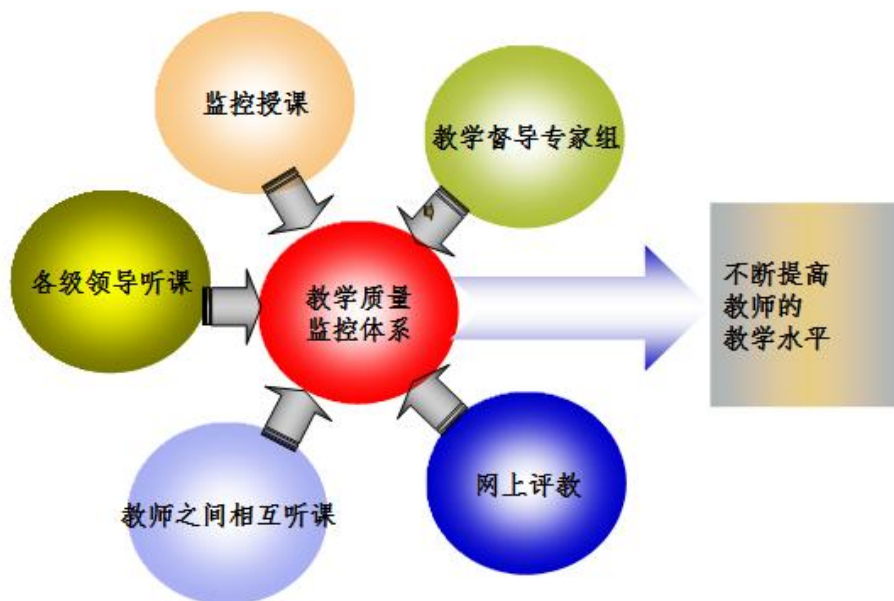 监控授课
教学督导专家组
各级领导听课
教学质量
监控体系
不断提高
教师的
教学水平
教师之间相互听课
网上评教